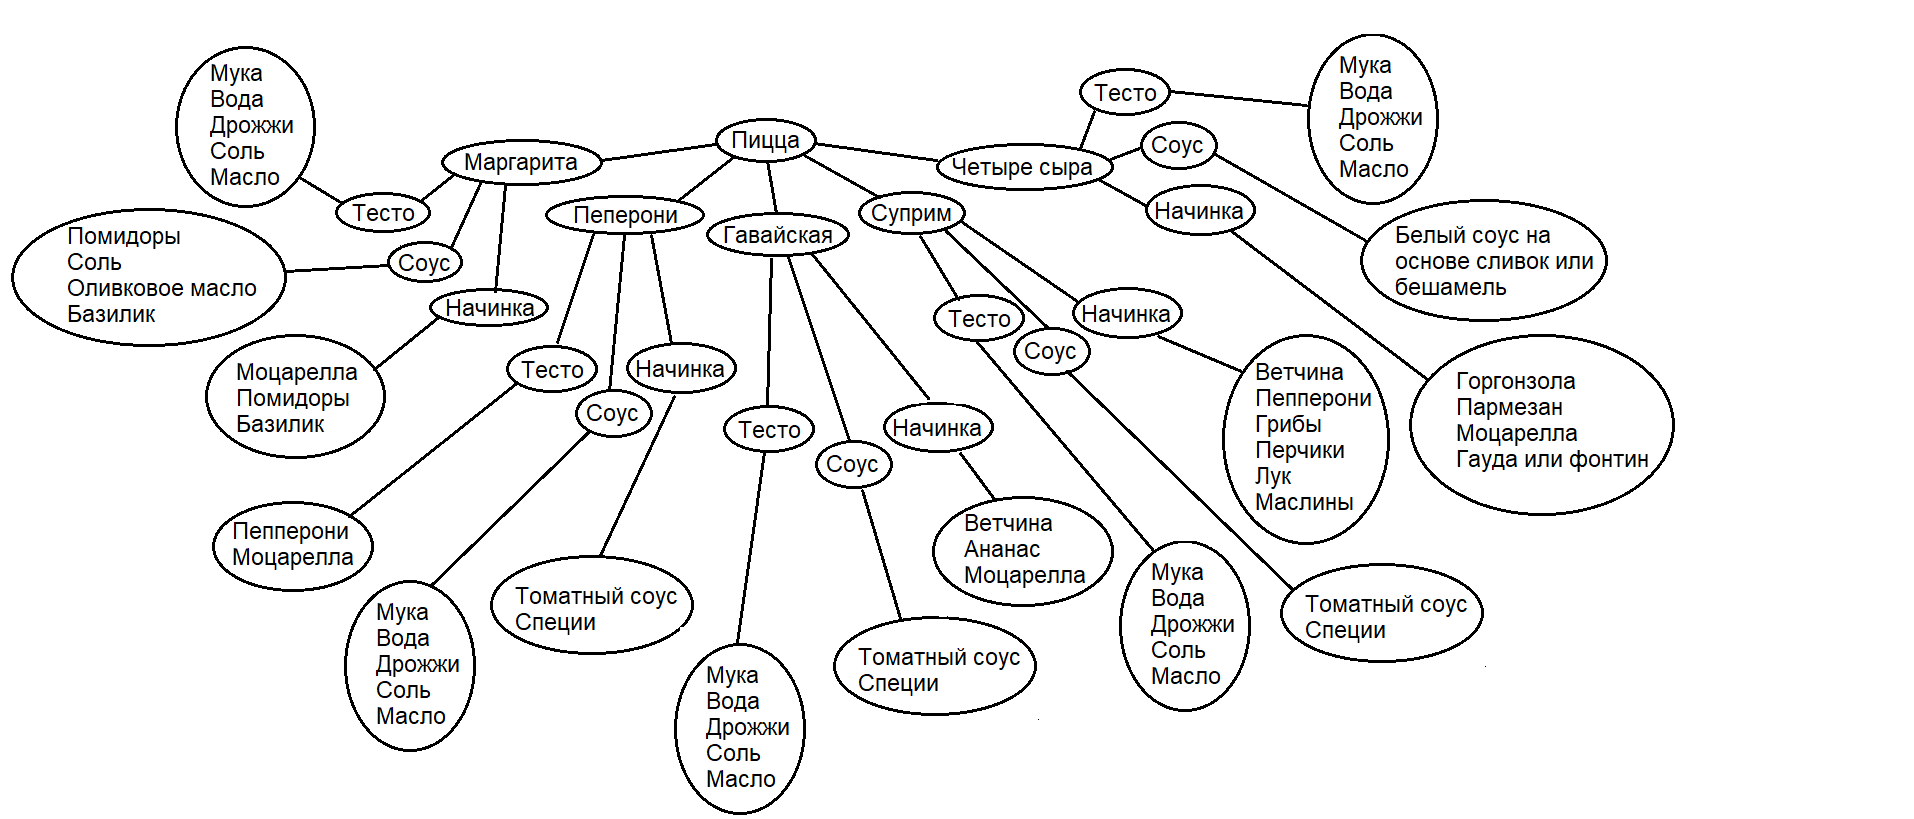 Пицца
Маргарита
Тесто
Мука
Вода
Дрожжи
Соль
Масло
Соус
Помидоры
Соль
Оливковое масло
Базилик
Начинка
Моцарелла
Помидоры
Базилик
Пеперони
Тесто
Пепперони
Моцарелла
Соус
Мука
Вода
Дрожжи
Соль
Масло
Начинка
Томатный соус
Специи
Гавайская
Тесто
Мука
Вода
Дрожжи
Соль
Масло
Соус
Томатный соус
Специи
Начинка
Ветчина
Ананас
Моцарелла
Суприм
Тесто
Мука
Вода
Дрожжи
Соль
Масло
Соус
Томатный соус
Специи
Начинка
Ветчина
Пепперони
Грибы
Перчики
Лук
Маслины
Четыре сыра
Тесто
Мука
Вода
Дрожжи
Соль
Масло
Соус
Белый соус на
основе сливок или
бешамель
Начинка
Горгонзола
Пармезан
Моцарелла
Гауда или фонтин